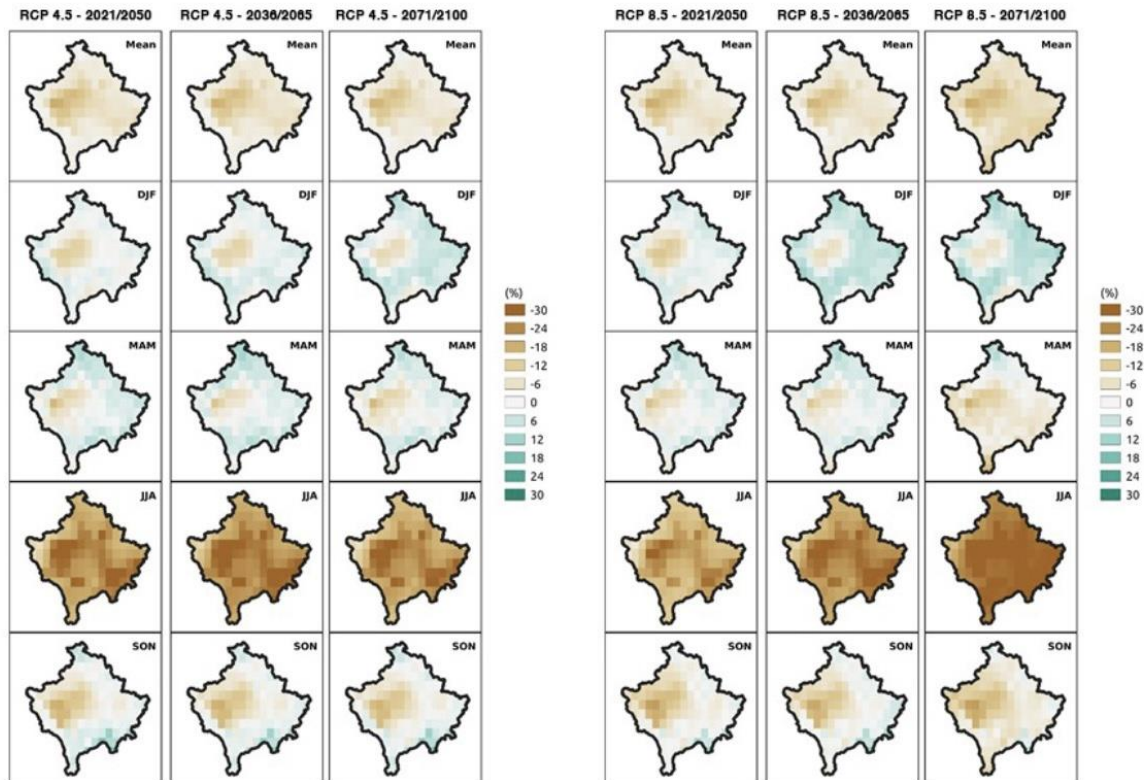 RCP 4.5 - 2021/2050 RCP 4.5 - 2036/2065 RCP 4.5 - 2071/2100 RCP 8.5 - 2021/2050 RCP 8.5 - 2036/2065 RCP 8.5 - 2071/2100
Mean Mean Mean Mean Mean Mean
DJF DJF DJF DJF DJF DJF
(%) (%)
-30 -30
-24 -24
-18 -18
MAM MAM MAM MAM MAM MAM
-12 -12
-6 -6
0 0
6 6
12 12
18 18
24 24
JJA JJA JJA JJA JJA JJA
30 30
SON SON SON SON SON SON